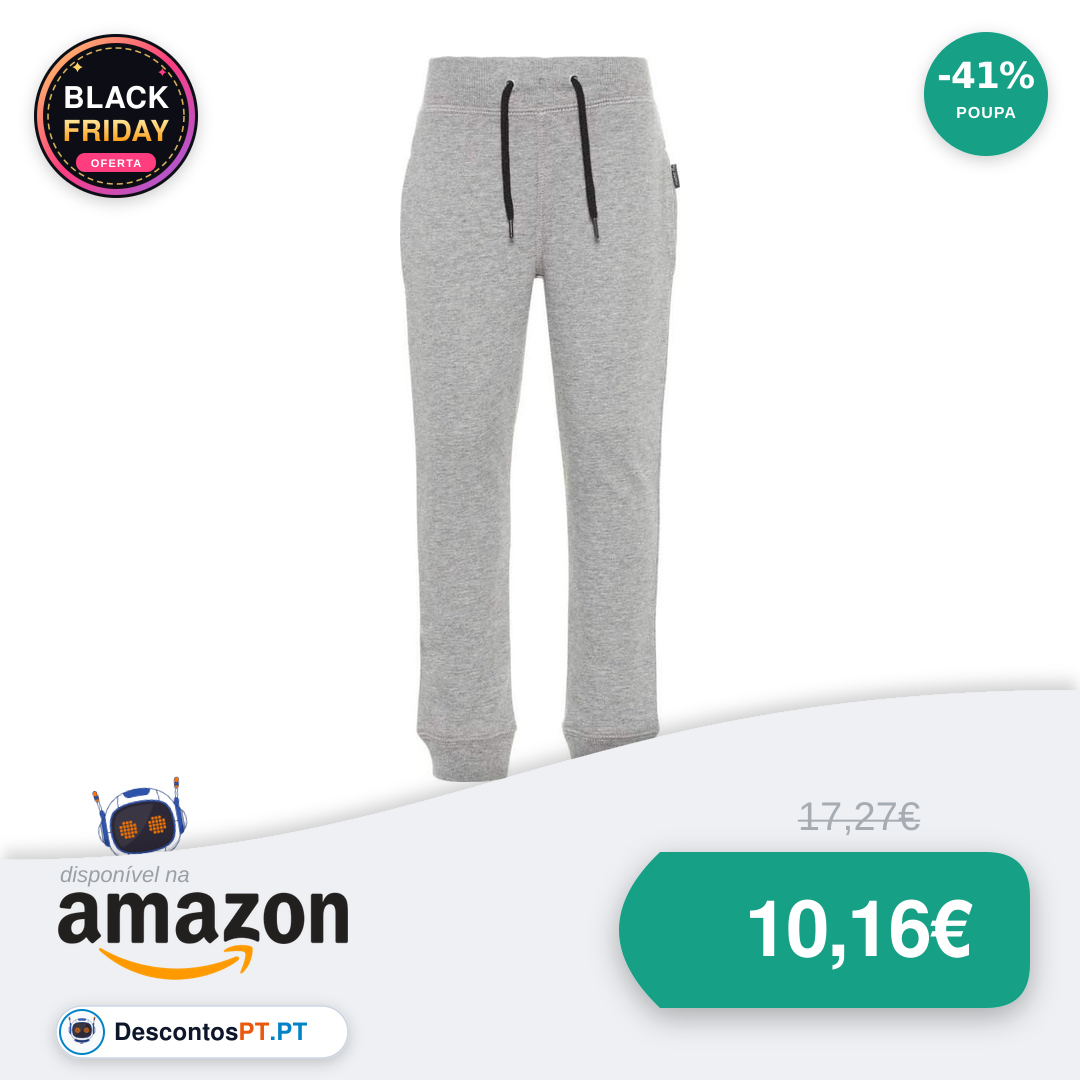 BLACK
FRIDAY
OFERTA
-41%
POUPA
17,27€
10,16€
disponível na
amazon
DescontosPT.PT